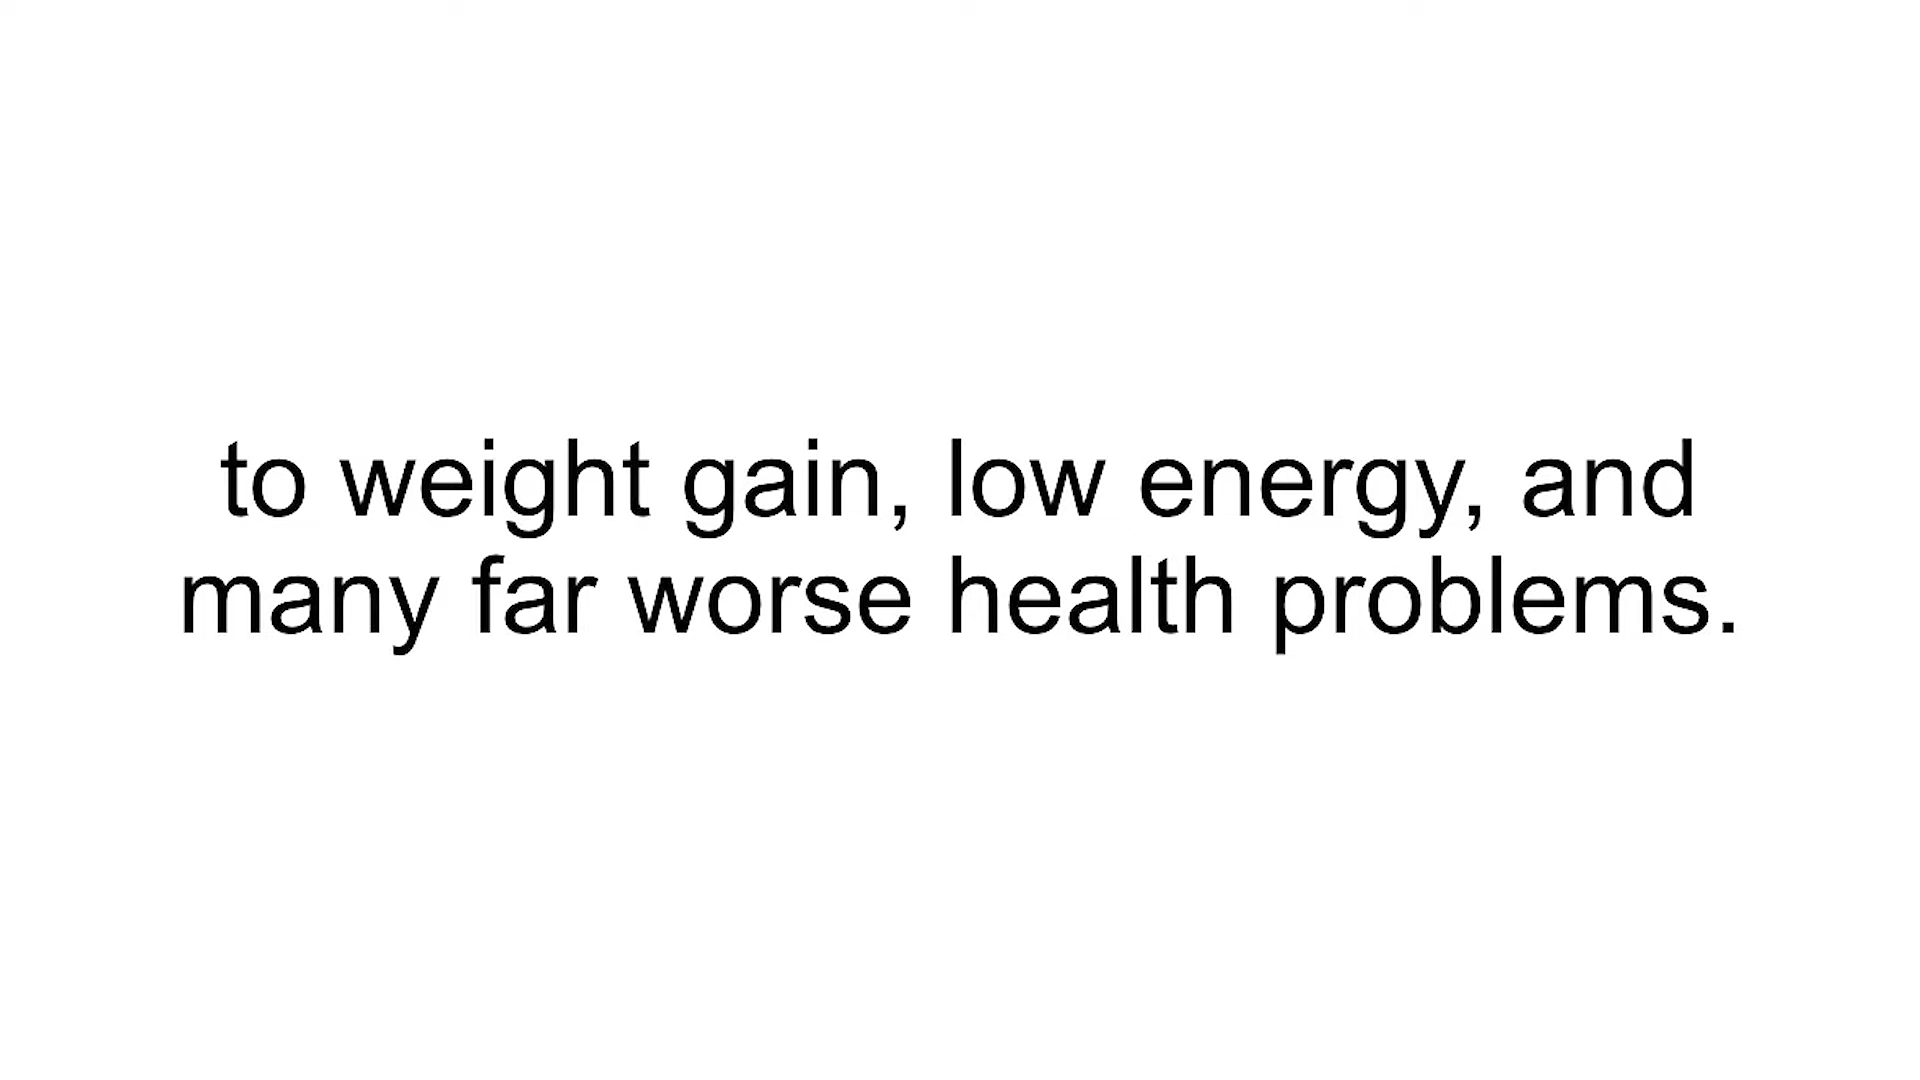 to weight gain, low energy, and
many far worse health problems.